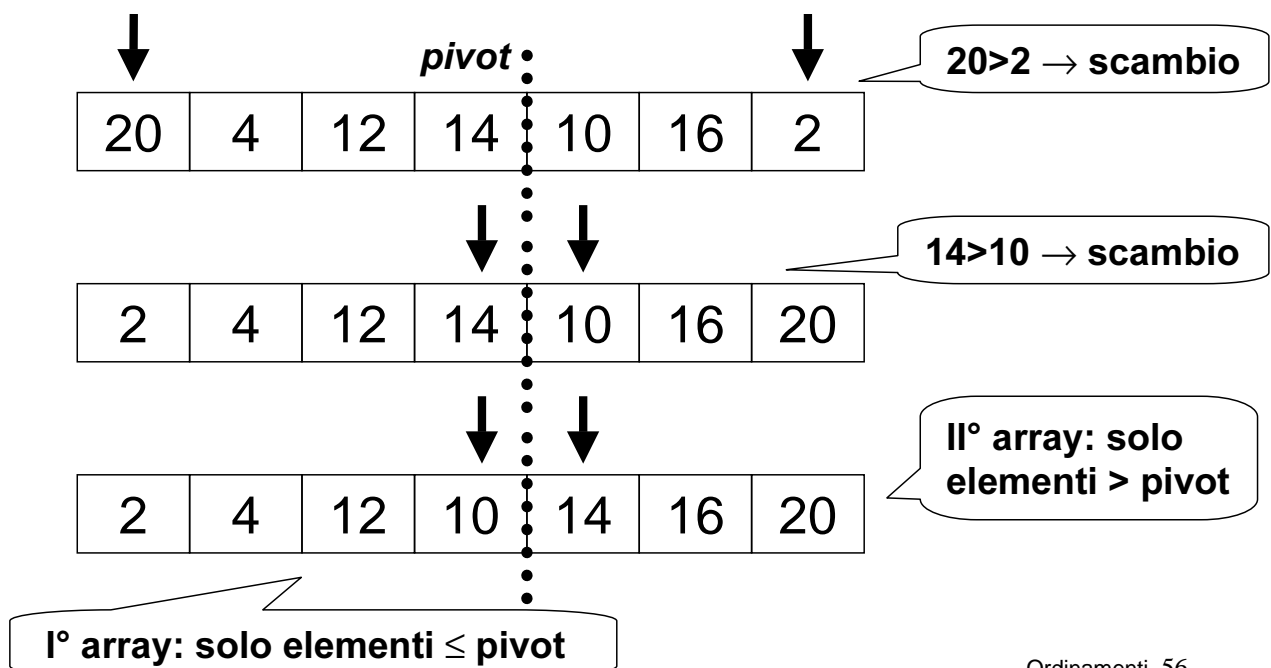 pivot
20>2 → scambio
20 4 12 14 10 16 2
14>10 → scambio
2 4 12 14 10 16 20
II° array: solo
elementi > pivot
2 4 12 10 14 16 20
I° array: solo elementi ≤ pivot
Ordinamenti 56